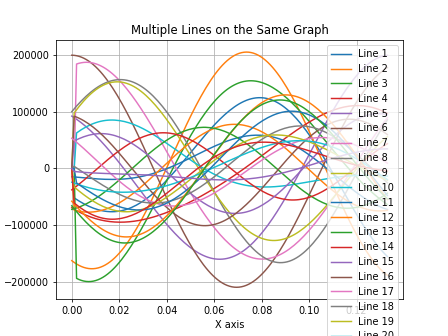 Multiple Lines on the Same Graph
200000
100000
0
−100000
−200000
0.00
0.02
0.04
0.06
0.08
0.10
X axis
Line 1
Line 2
Line 3
Line 4
Line 5
Line 6
Line 7
Line 8
Line 9
Line 10
Line 11
Line 12
Line 13
Line 14
Line 15
Line 16
Line 17
Line 18
Line 19
Line 20